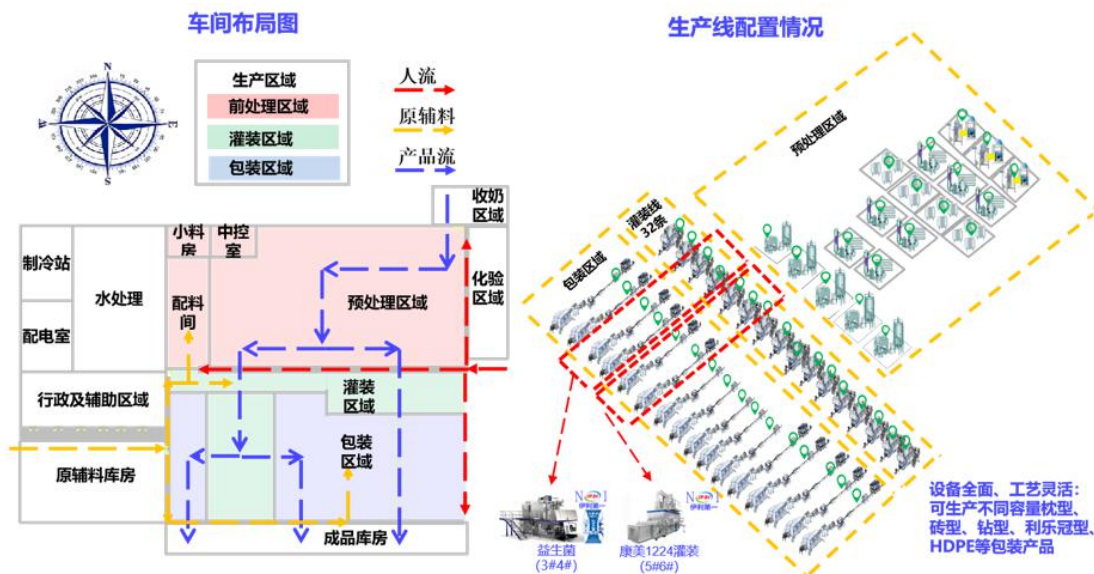 车间布局图
生产线配置情况
N
W
E
S
生产区域
前处理区域
灌装区域
包装区域
人流
原辅料
产品流
收奶
区域
制冷站
水处理
小料
房
中控
室
配料
间
预处理区域
化验
区域
配电室
行政及辅助区域
灌装
区域
包装
区域
原辅料库房
成品库房
预处理区域
灌装线
32条
包装区域
N I
伊利第一
益生菌
(3#4#)
N I
伊利第一
康美1224灌装
(5#6#)
设备全面、工艺灵活：
可生产不同容量枕型、
砖型、钻型、利乐冠型、
HDPE等包装产品